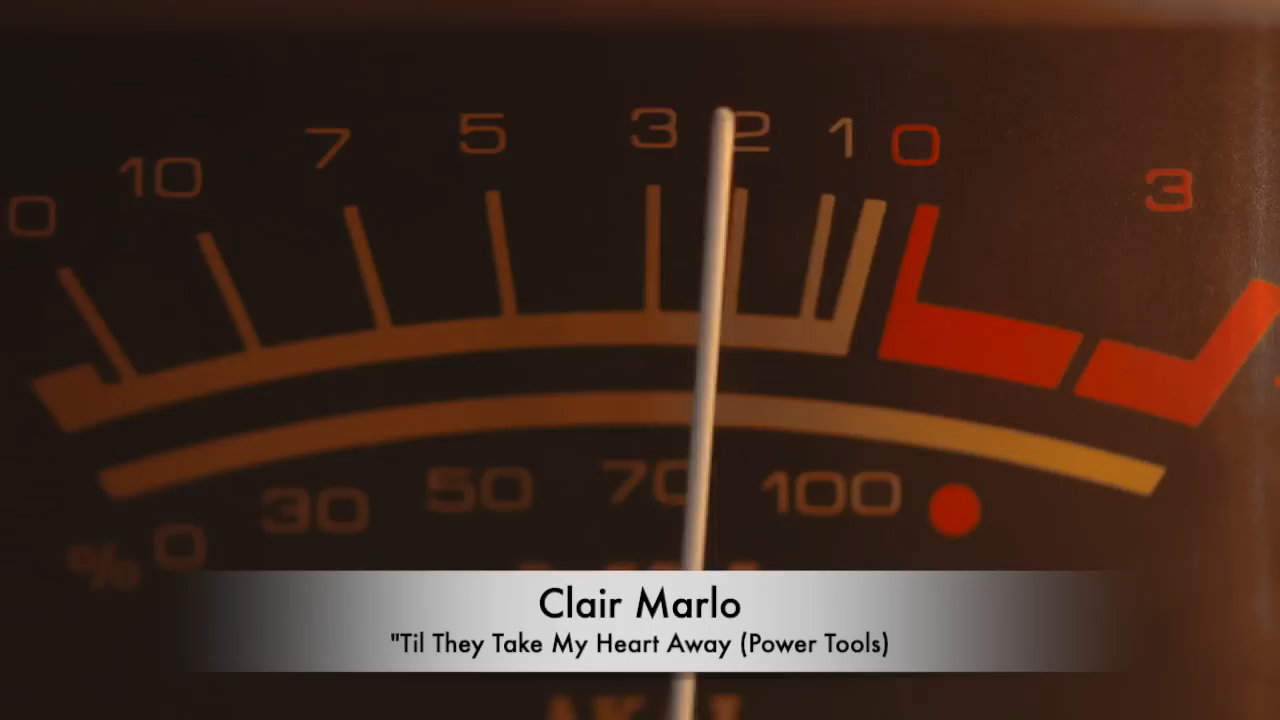 0 10 7 5 3 2 1 0 3
% 0 30 50 70 100
Clair Marlo
"Til They Take My Heart Away (Power Tools)